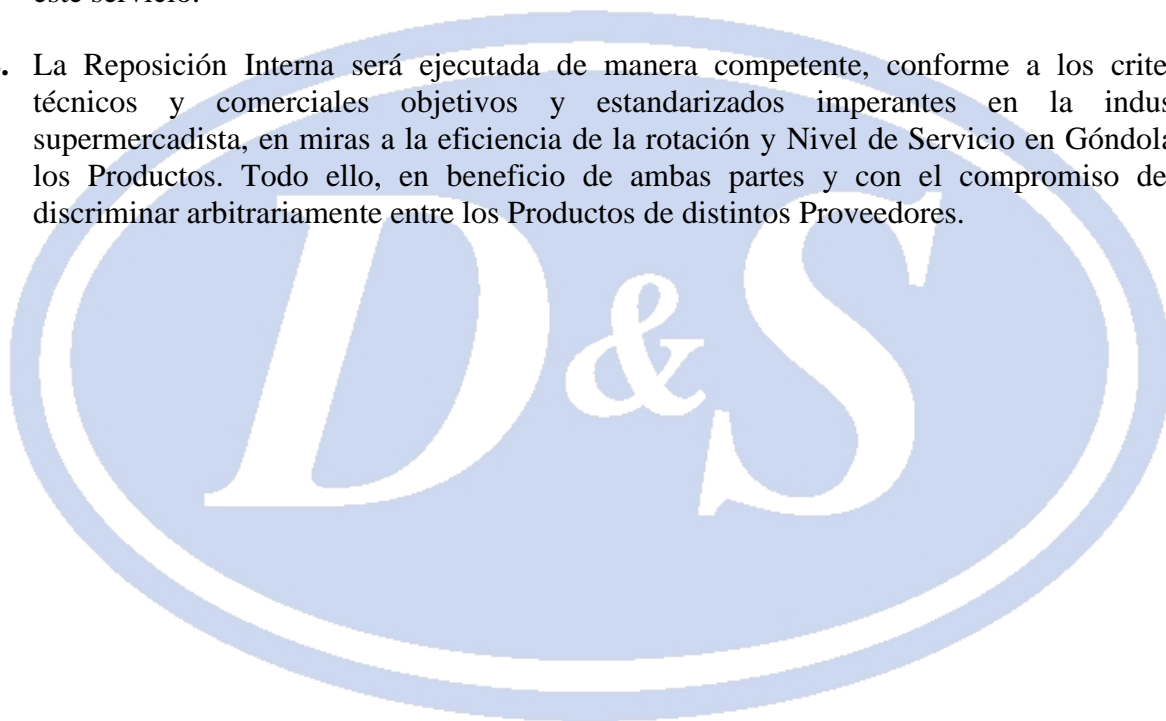 este servicio.
La Reposición Interna será ejecutada de manera competente, conforme a los crite
técnicos y comerciales objetivos y estandarizados imperantes en la indus
supermercadista, en miras a la eficiencia de la rotación y Nivel de Servicio en Góndola
los Productos. Todo ello, en beneficio de ambas partes y con el compromiso de
discriminar arbitrariamente entre los Productos de distintos Proveedores.
D&S